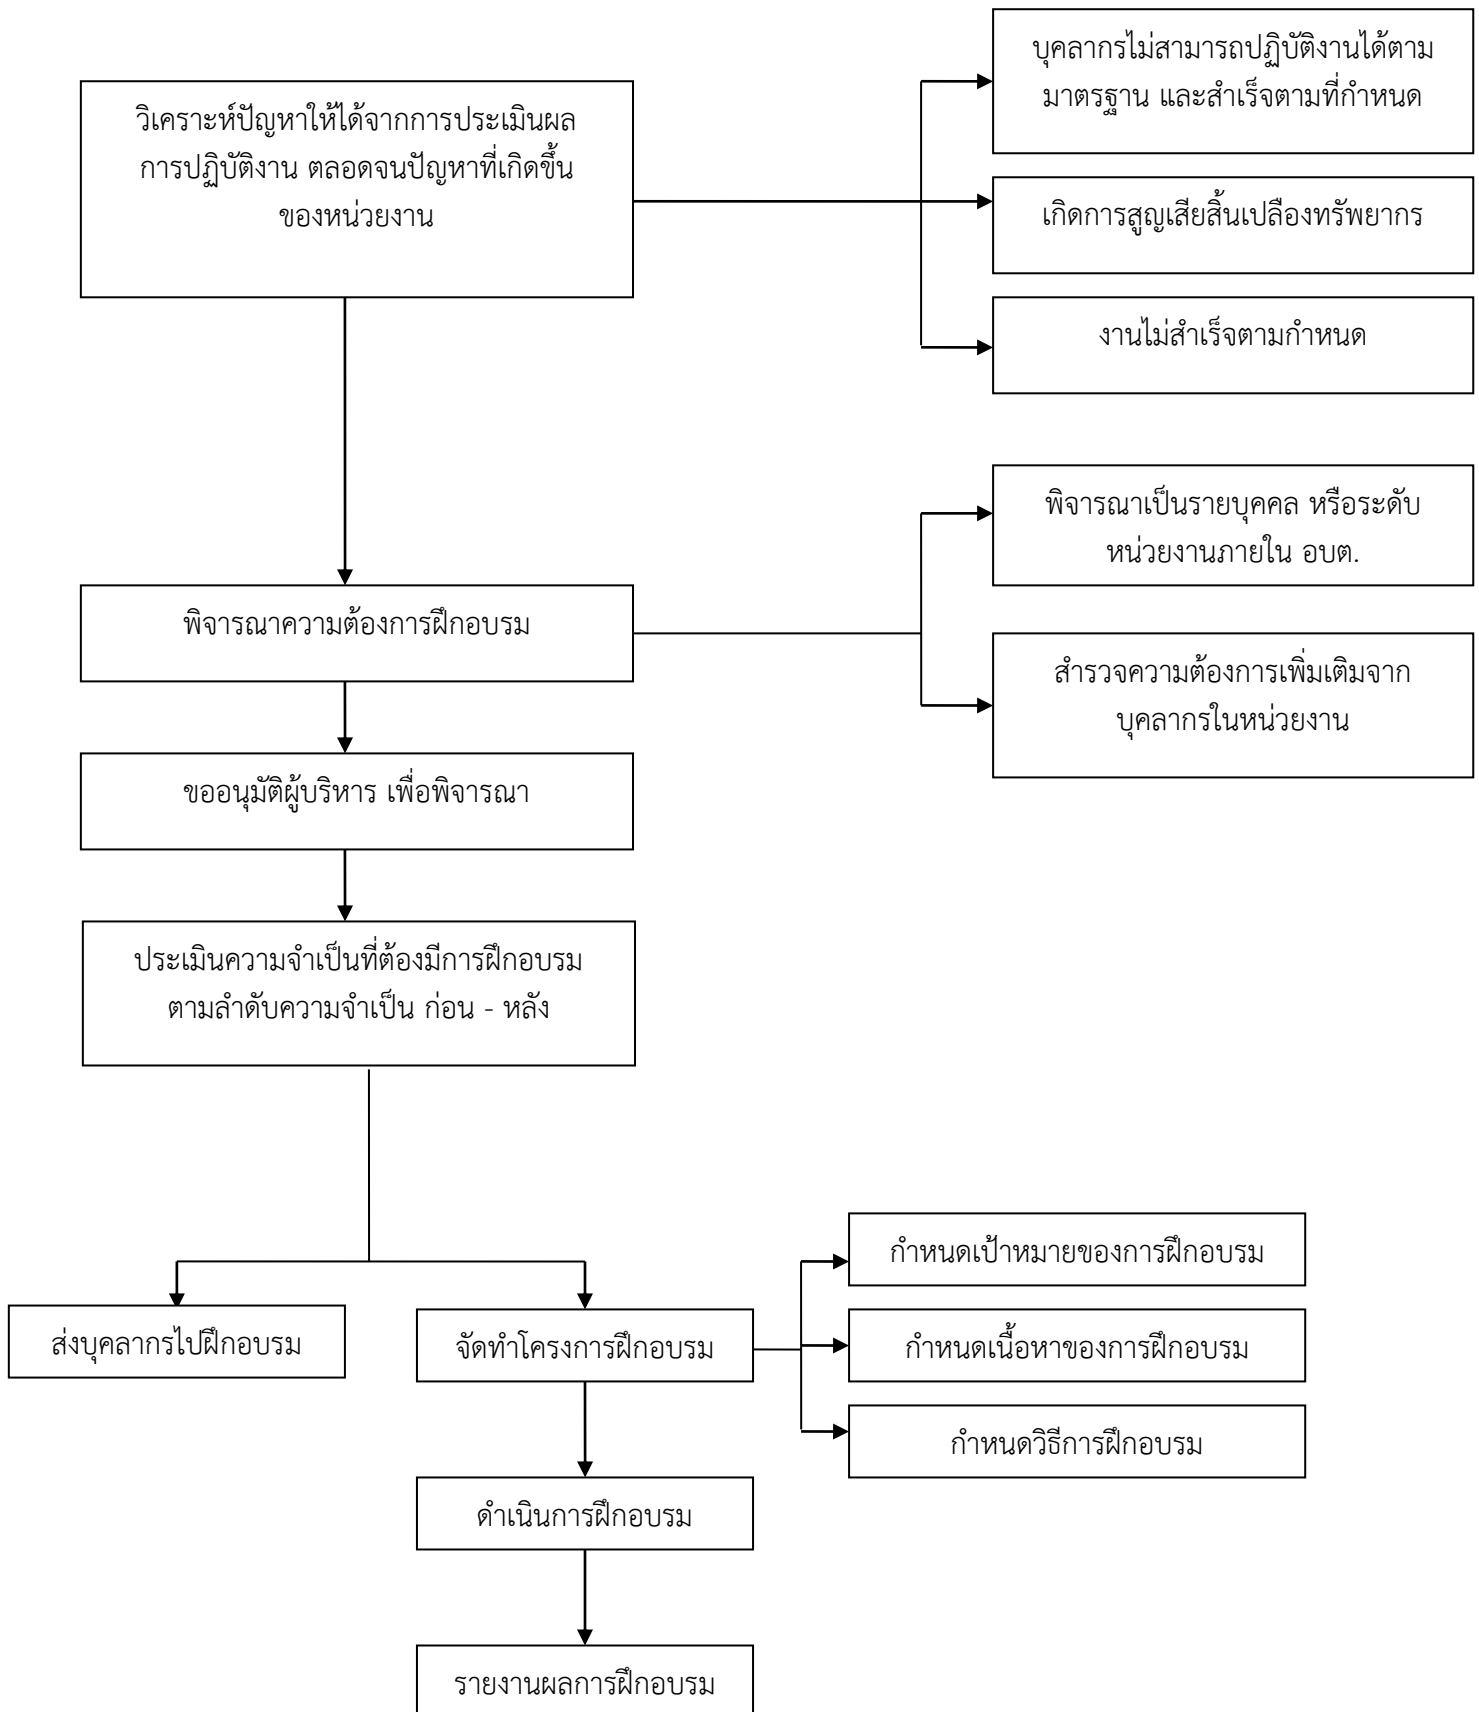 บุคลากรไม่สามารถปฏิบัติงานได้ตาม
มาตรฐาน และสำเร็จตามที่กำหนด
วิเคราะห์ปัญหาให้ได้จากการประเมินผล
การปฏิบัติงาน ตลอดจนปัญหาที่เกิดขึ้น
ของหน่วยงาน
เกิดการสูญเสียสิ้นเปลืองทรัพยากร
งานไม่สำเร็จตามกำหนด
พิจารณาเป็นรายบุคคล หรือระดับ
หน่วยงานภายใน อบต.
พิจารณาความต้องการฝึกอบรม
สำรวจความต้องการเพิ่มเติมจาก
บุคลากรในหน่วยงาน
ขออนุมัติผู้บริหาร เพื่อพิจารณา
ประเมินความจำเป็นที่ต้องมีการฝึกอบรม
ตามลำดับความจำเป็น ก่อน - หลัง
กำหนดเป้าหมายของการฝึกอบรม
ส่งบุคลากรไปฝึกอบรม
จัดทำโครงการฝึกอบรม
กำหนดเนื้อหาของการฝึกอบรม
กำหนดวิธีการฝึกอบรม
ดำเนินการฝึกอบรม
รายงานผลการฝึกอบรม